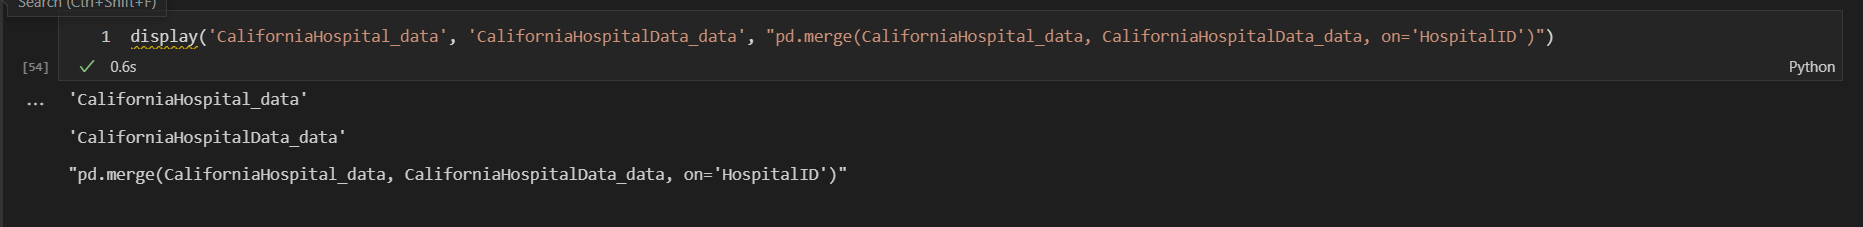 Search (Ctrl+Shift+F)
1 display('CaliforniaHospital_data', 'CaliforniaHospitalData_data', "pd.merge(CaliforniaHospital_data, CaliforniaHospitalData_data, on='HospitalID')")
[54] 0.6s Python
... 'CaliforniaHospital_data'
'CaliforniaHospitalData_data'
"pd.merge(CaliforniaHospital_data, CaliforniaHospitalData_data, on='HospitalID')"